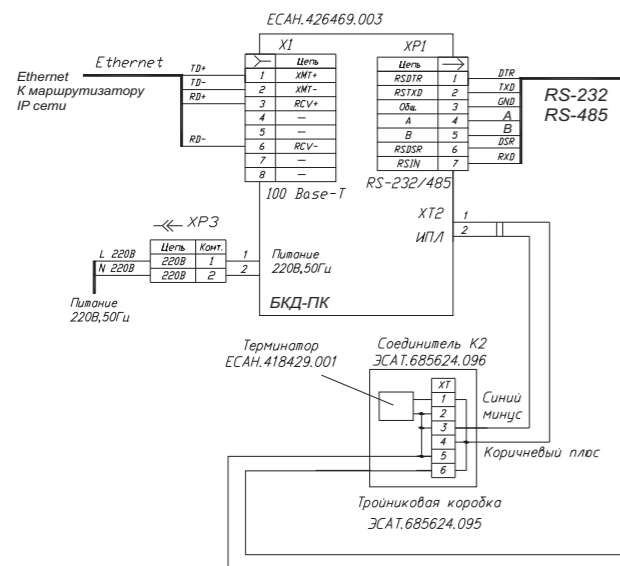 ЕСАН.426469.003
X1
Цепь
1 XMT+
2 XMT-
3 RCV+
4 —
5 —
6 RCV-
7 —
8 —
100 Base-T
Ethernet
TD+
TD-
RD+
RD-
Ethernet
К маршрутизатору
IP сети
XP1
Цепь
RSDTR 1 DTR
RSTXD 2 TXD
Общ. 3 GND
A 4 A
B 5 B
RSDSR 6 DSR
RSIN 7 RXD
RS-232/485
RS-232
RS-485
XT2
ИПЛ
1
2
XP3
Цепь Конт.
L 220В 220В 1 1
N 220В 220В 2 2
Питание
220В,50Гц
Питание
220В,50Гц
БКД-ПК
Терминатор
ЕСАН.418429.001
Соединитель К2
ЭСАТ.685624.096
XT
1
2
3
4
5
6
Синий
минус
Коричневый плюс
Тройниковая коробка
ЭСАТ.685624.095